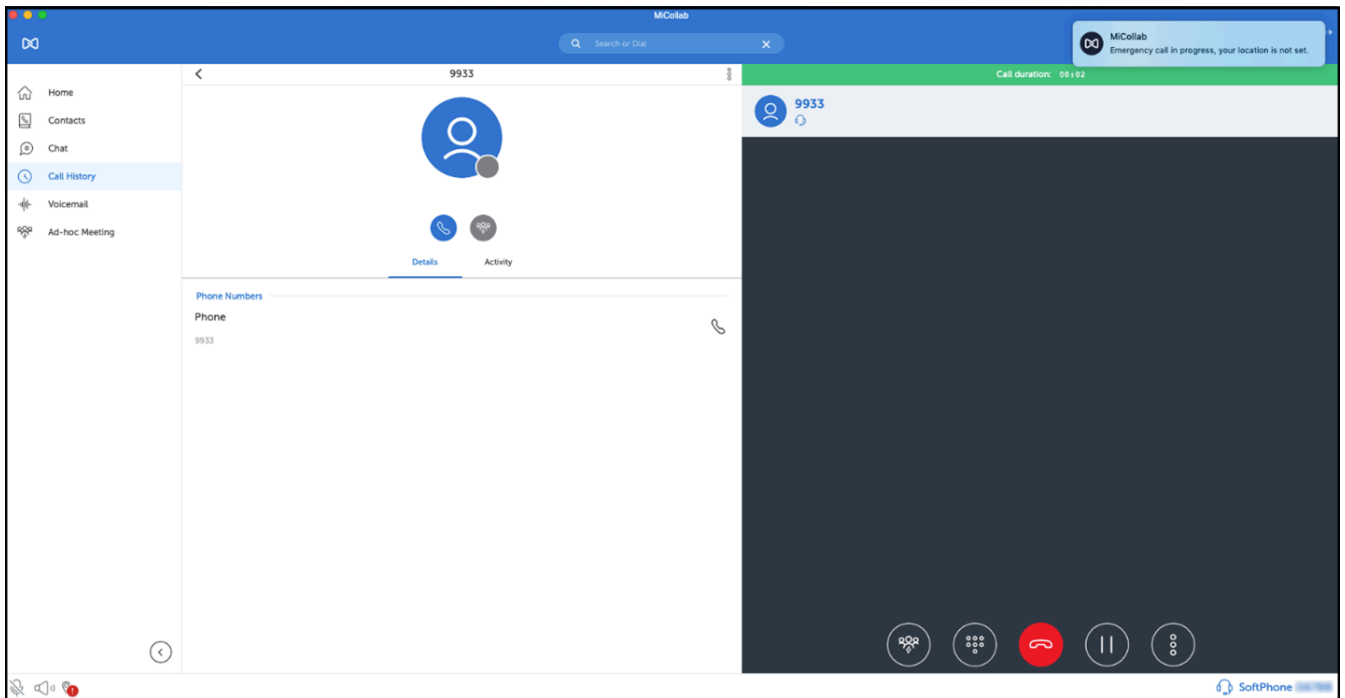 MiCollab
Search or Dial
MiCollab
Emergency call in progress, your location is not set.
Home
Contacts
Chat
Call History
Voicemail
Ad-hoc Meeting
9933
Details
Activity
Phone Numbers
Phone
9933
Call duration: 00:02
9933
SoftPhone